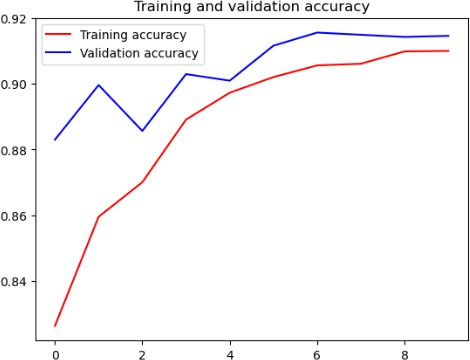 Training and validation accuracy
0.92
Training accuracy
Validation accuracy
0.90
0.88
0.86
0.84
0 2 4 6 8